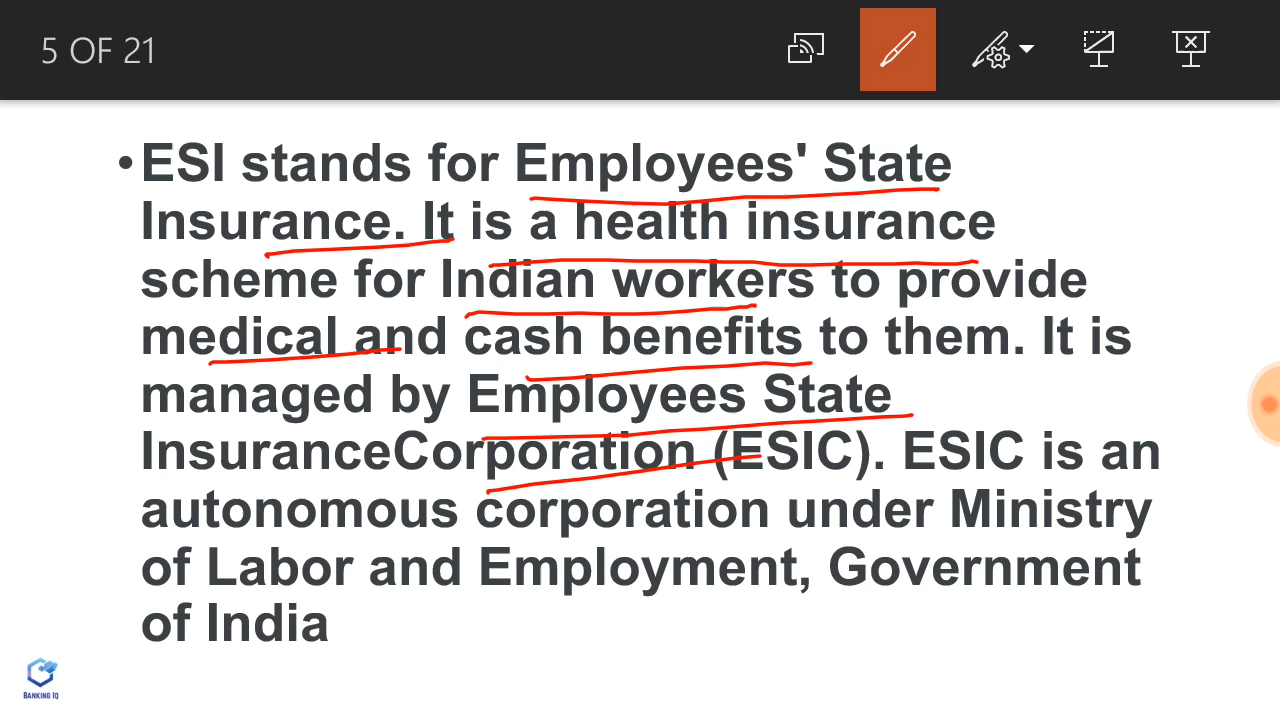 5 OF 21
•ESI stands for Employees' State
Insurance. It is a health insurance
scheme for Indian workers to provide
medical and cash benefits to them. It is
managed by Employees State
InsuranceCorporation (ESIC). ESIC is an
autonomous corporation under Ministry
of Labor and Employment, Government
of India
BANKING IQ